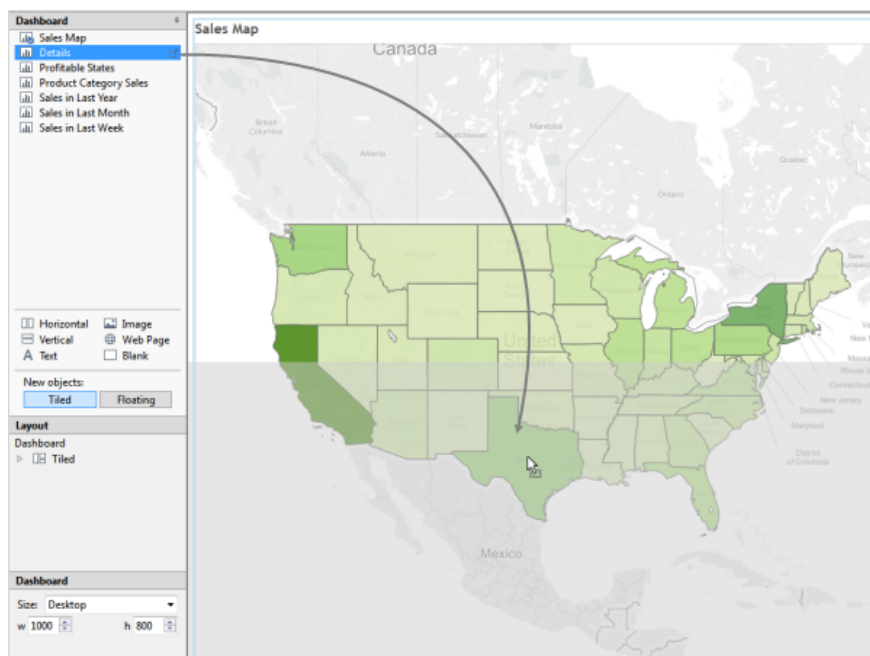 Dashboard
Sales Map
Details
Profitable States
Product Category Sales
Sales in Last Year
Sales in Last Month
Sales in Last Week
Horizontal
Image
Vertical
Web Page
Text
Blank
New objects:
Tiled
Floating
Layout
Dashboard
Tiled
Dashboard
Size: Desktop
w 1000
h 800
Sales Map
Canada
British
Columbia
Alberta
Saskatchewan
Manitoba
Ontario
Quebec
New
United
States
Rhode I
Connecticut
New Jersey
Delaware
Maryland
District
of Columbia
Mexico